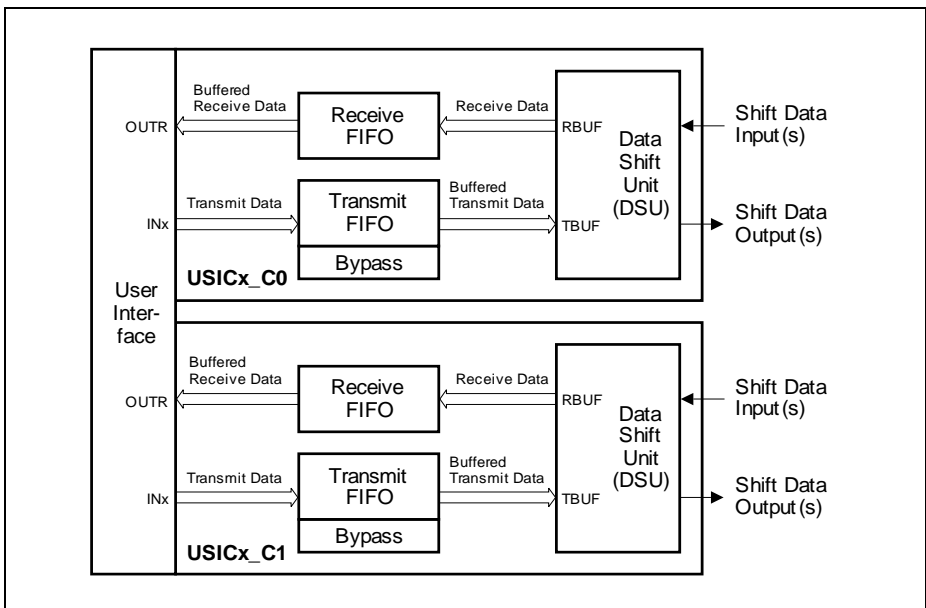 Buffered
Receive Data
Receive Data
OUTR
Receive
FIFO
RBUF
Shift Data
Input(s)
Data
Shift
Unit
(DSU)
Transmit Data
Buffered
Transmit Data
INx
Transmit
FIFO
TBUF
Shift Data
Output(s)
Bypass
USICx_C0
User
Inter-
face
Buffered
Receive Data
Receive Data
OUTR
Receive
FIFO
RBUF
Shift Data
Input(s)
Data
Shift
Unit
(DSU)
Transmit Data
Buffered
Transmit Data
INx
Transmit
FIFO
TBUF
Shift Data
Output(s)
Bypass
USICx_C1